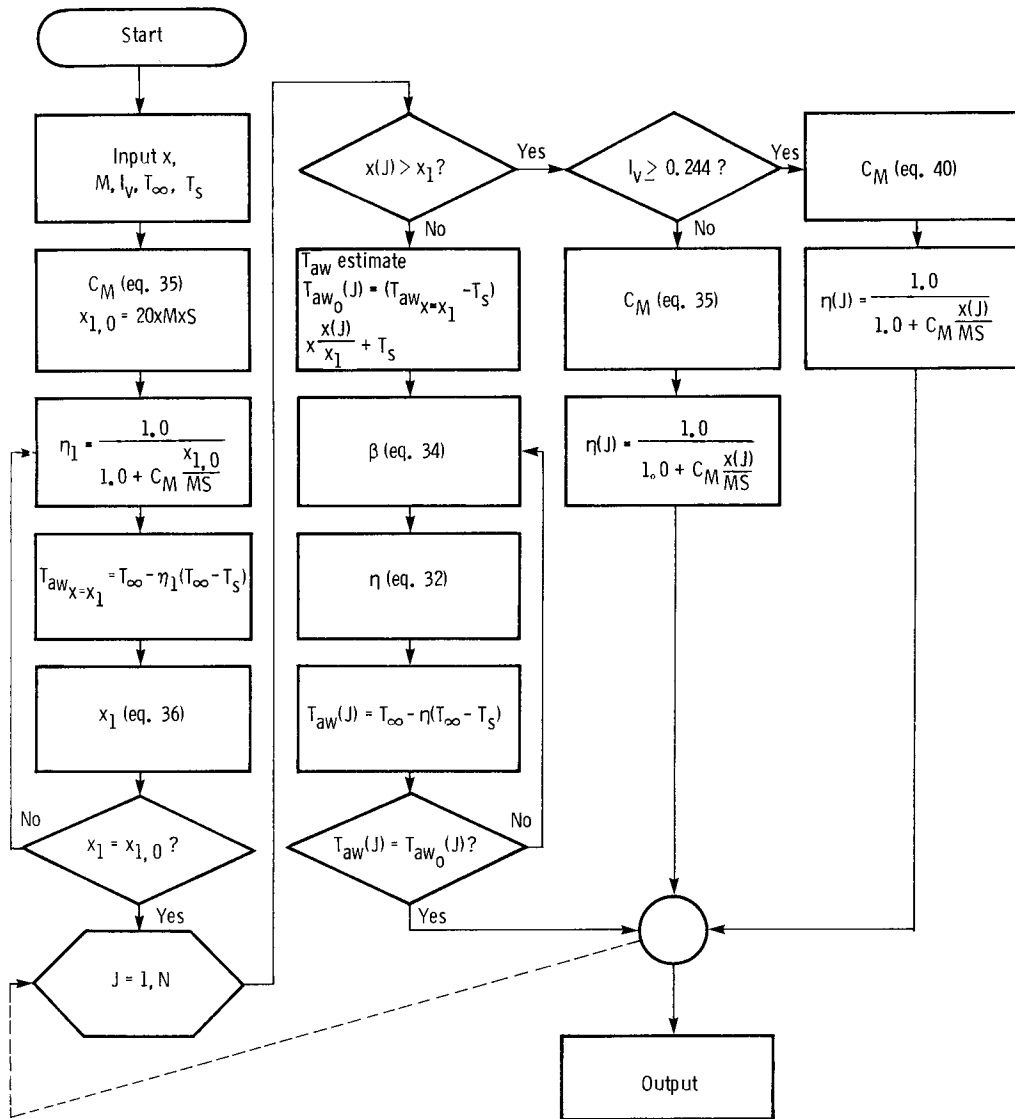 Start
Input x,
M, I_v, T_∞, T_s
C_M (eq. 35)
x_1,0 = 20xMxS
η_1 = 1.0 / (1.0 + C_M x_1,0/MS)
T_aw_x=x_1 = T_∞ - η_1(T_∞ - T_s)
x_1 (eq. 36)
No
x_1 = x_1,0 ?
Yes
J = 1, N
x(J) > x_1?
Yes
No
T_aw estimate
T_aw_o(J) = (T_aw_x=x_1 - T_s)
x x(J)/x_1 + T_s
β (eq. 34)
η (eq. 32)
T_aw(J) = T_∞ - η(T_∞ - T_s)
No
T_aw(J) = T_aw_o(J)?
Yes
I_v ≥ 0.244 ?
Yes
No
C_M (eq. 35)
η(J) = 1.0 / (1.0 + C_M x(J)/MS)
C_M (eq. 40)
η(J) = 1.0 / (1.0 + C_M x(J)/MS)
Output